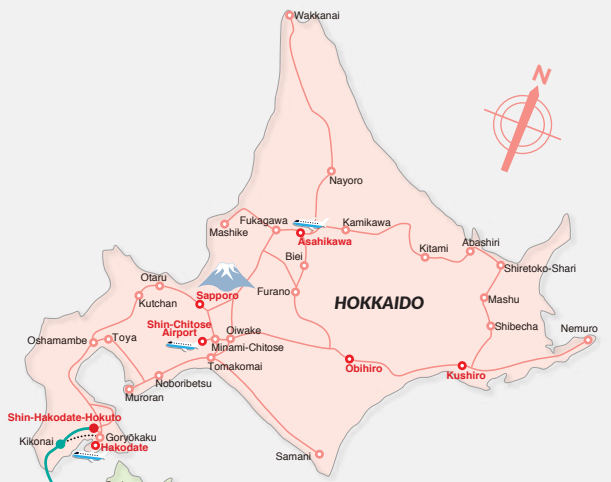 Wakkanai
N
Nayoro
Mashike
Fukagawa
Asahikawa
Kamikawa
Biei
Kitami
Abashiri
Shiretoko-Shari
Otaru
Kutchan
Sapporo
Furano
HOKKAIDO
Mashu
Shin-Chitose
Airport
Oiwake
Shibecha
Nemuro
Oshamambe
Toya
Minami-Chitose
Tomakomai
Obihiro
Kushiro
Noboribetsu
Muroran
Shin-Hakodate-Hokuto
Kikonai
Goryōkaku
Hakodate
Samani